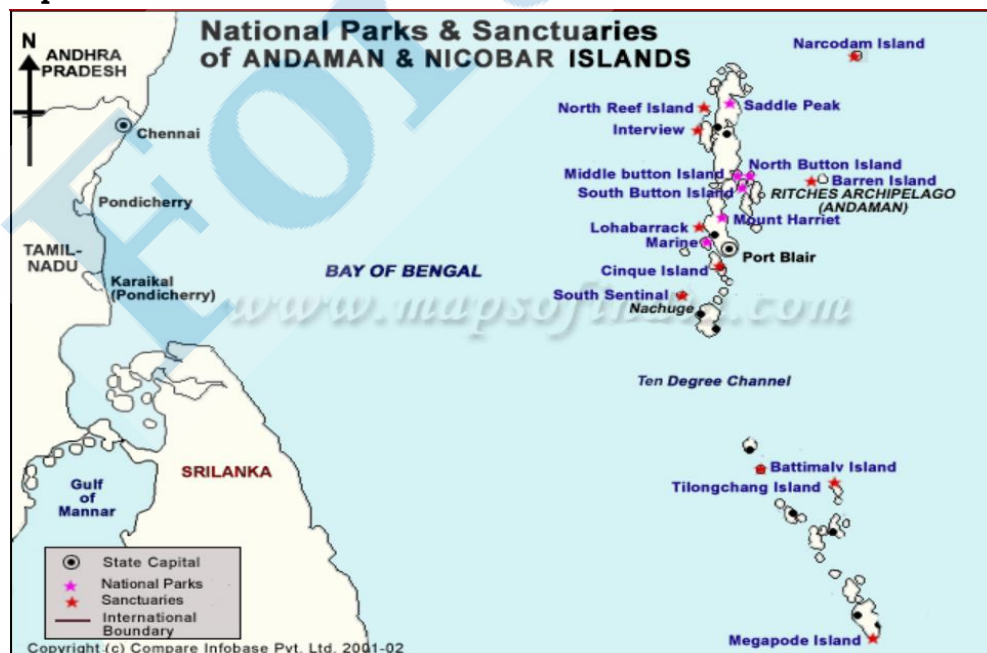 National Parks & Sanctuaries
of ANDAMAN & NICOBAR ISLANDS
N
ANDHRA
PRADESH
Chennai
Pondicherry
TAMIL-
NADU
Karaikal
(Pondicherry)
BAY OF BENGAL
Narcodam Island
North Reef Island
Saddle Peak
Interview
North Button Island
Middle button Island
Barren Island
South Button Island
RITCHES ARCHIPELAGO
(ANDAMAN)
Mount Harriet
Lohabarrack
Marine
Port Blair
Cinque Island
South Sentinal
Nachuge
www.mapsofindia.com
Ten Degree Channel
Battimalv Island
Tilongchang Island
SRILANKA
Gulf
of
Mannar
State Capital
National Parks
Sanctuaries
International
Boundary
Megapode Island
Copyright (c) Compare Infobase Pvt. Ltd. 2001-02